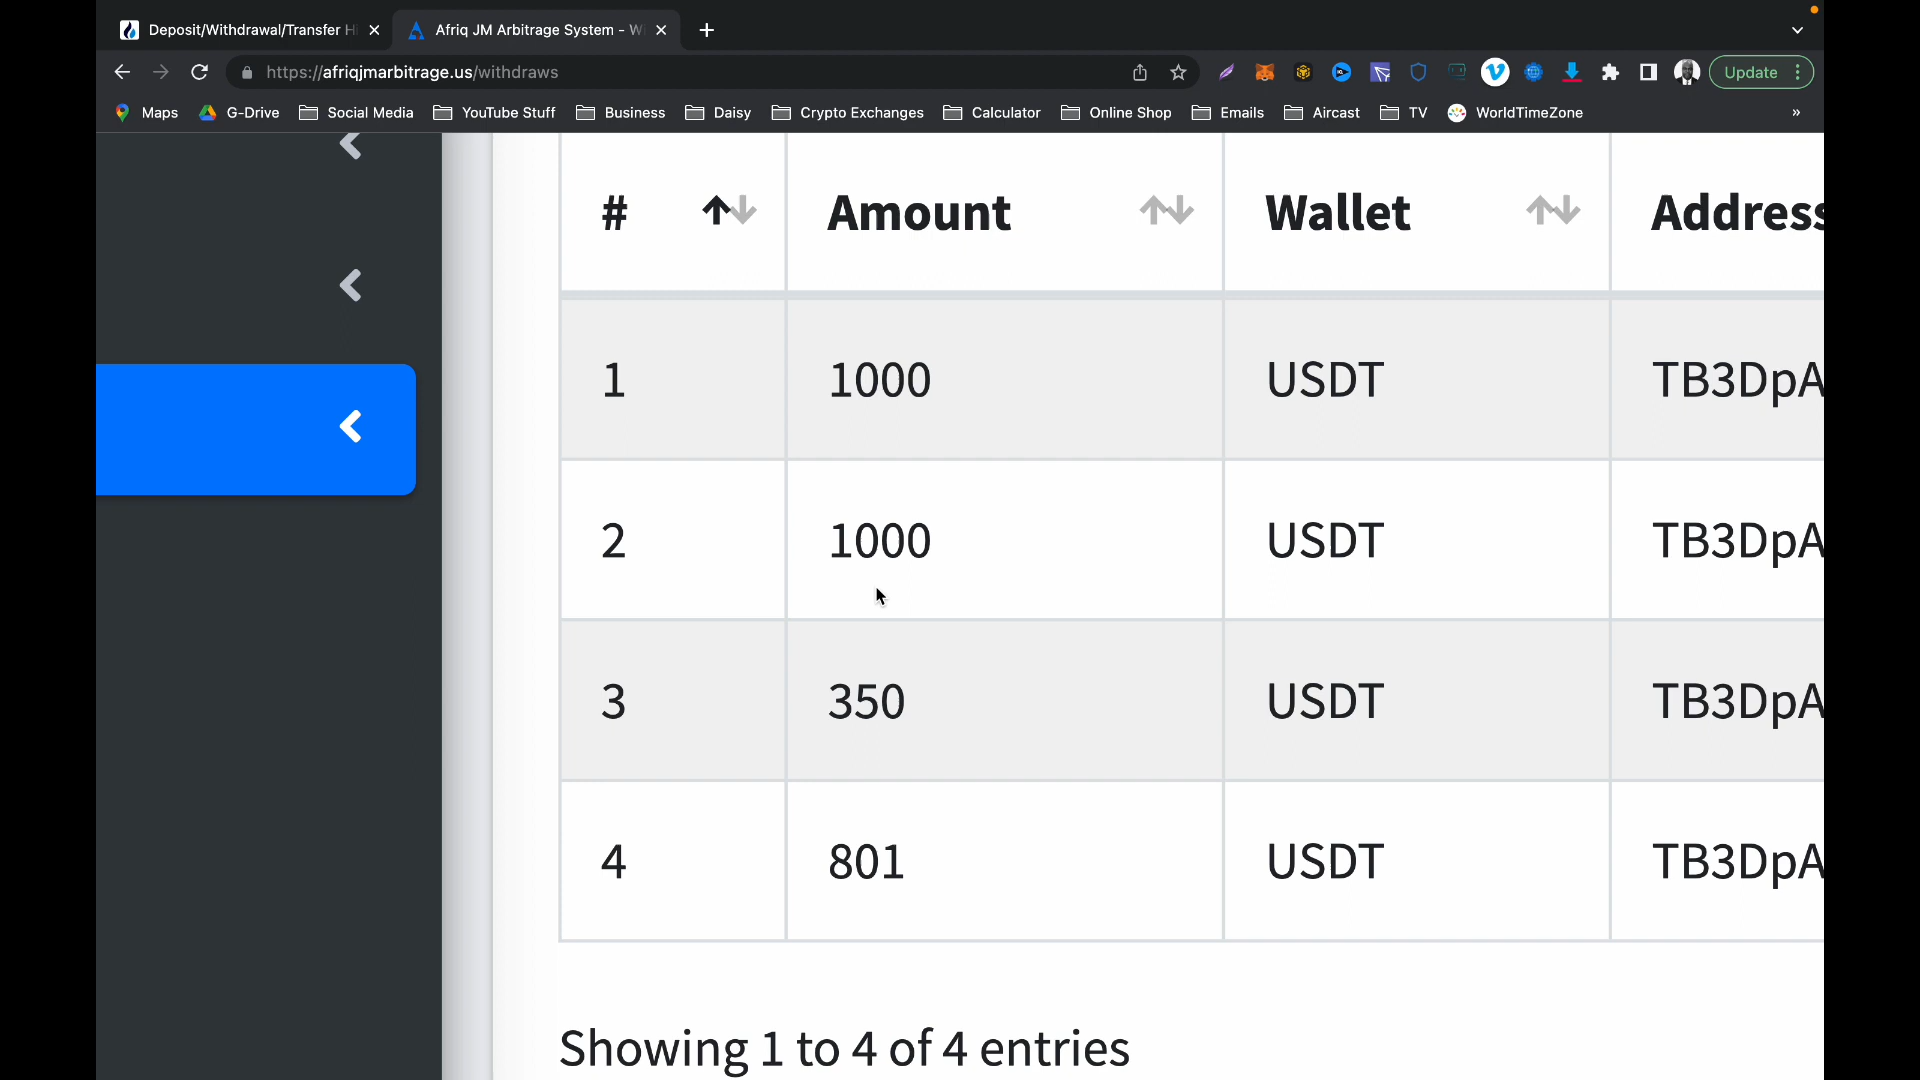 Deposit/Withdrawal/Transfer Hi
Afriq JM Arbitrage System - Wi
https://afriqjmarbitrage.us/withdraws
Update
Maps
G-Drive
Social Media
YouTube Stuff
Business
Daisy
Crypto Exchanges
Calculator
Online Shop
Emails
Aircast
TV
WorldTimeZone
»
# Amount Wallet Address
1 1000 USDT TB3DpA
2 1000 USDT TB3DpA
3 350 USDT TB3DpA
4 801 USDT TB3DpA
Showing 1 to 4 of 4 entries